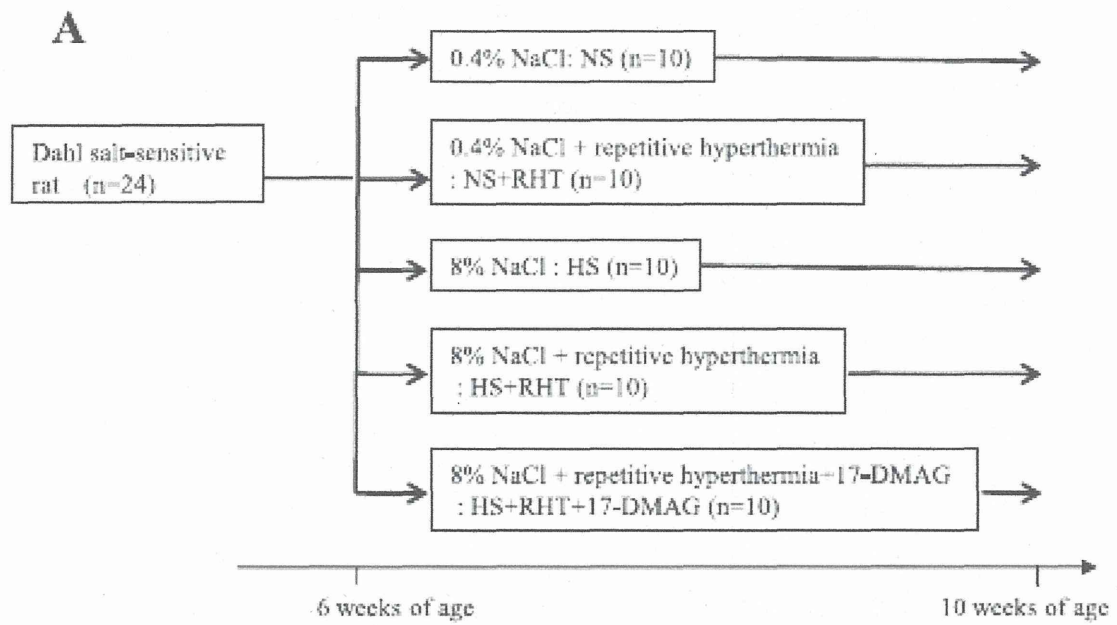 A
0.4% NaCl: NS (n=10)
Dahl salt-sensitive
rat (n=24)
0.4% NaCl + repetitive hyperthermia
: NS+RHT (n=10)
8% NaCl : HS (n=10)
8% NaCl + repetitive hyperthermia
: HS+RHT (n=10)
8% NaCl + repetitive hyperthermia+17-DMAG
: HS+RHT+17-DMAG (n=10)
6 weeks of age
10 weeks of age